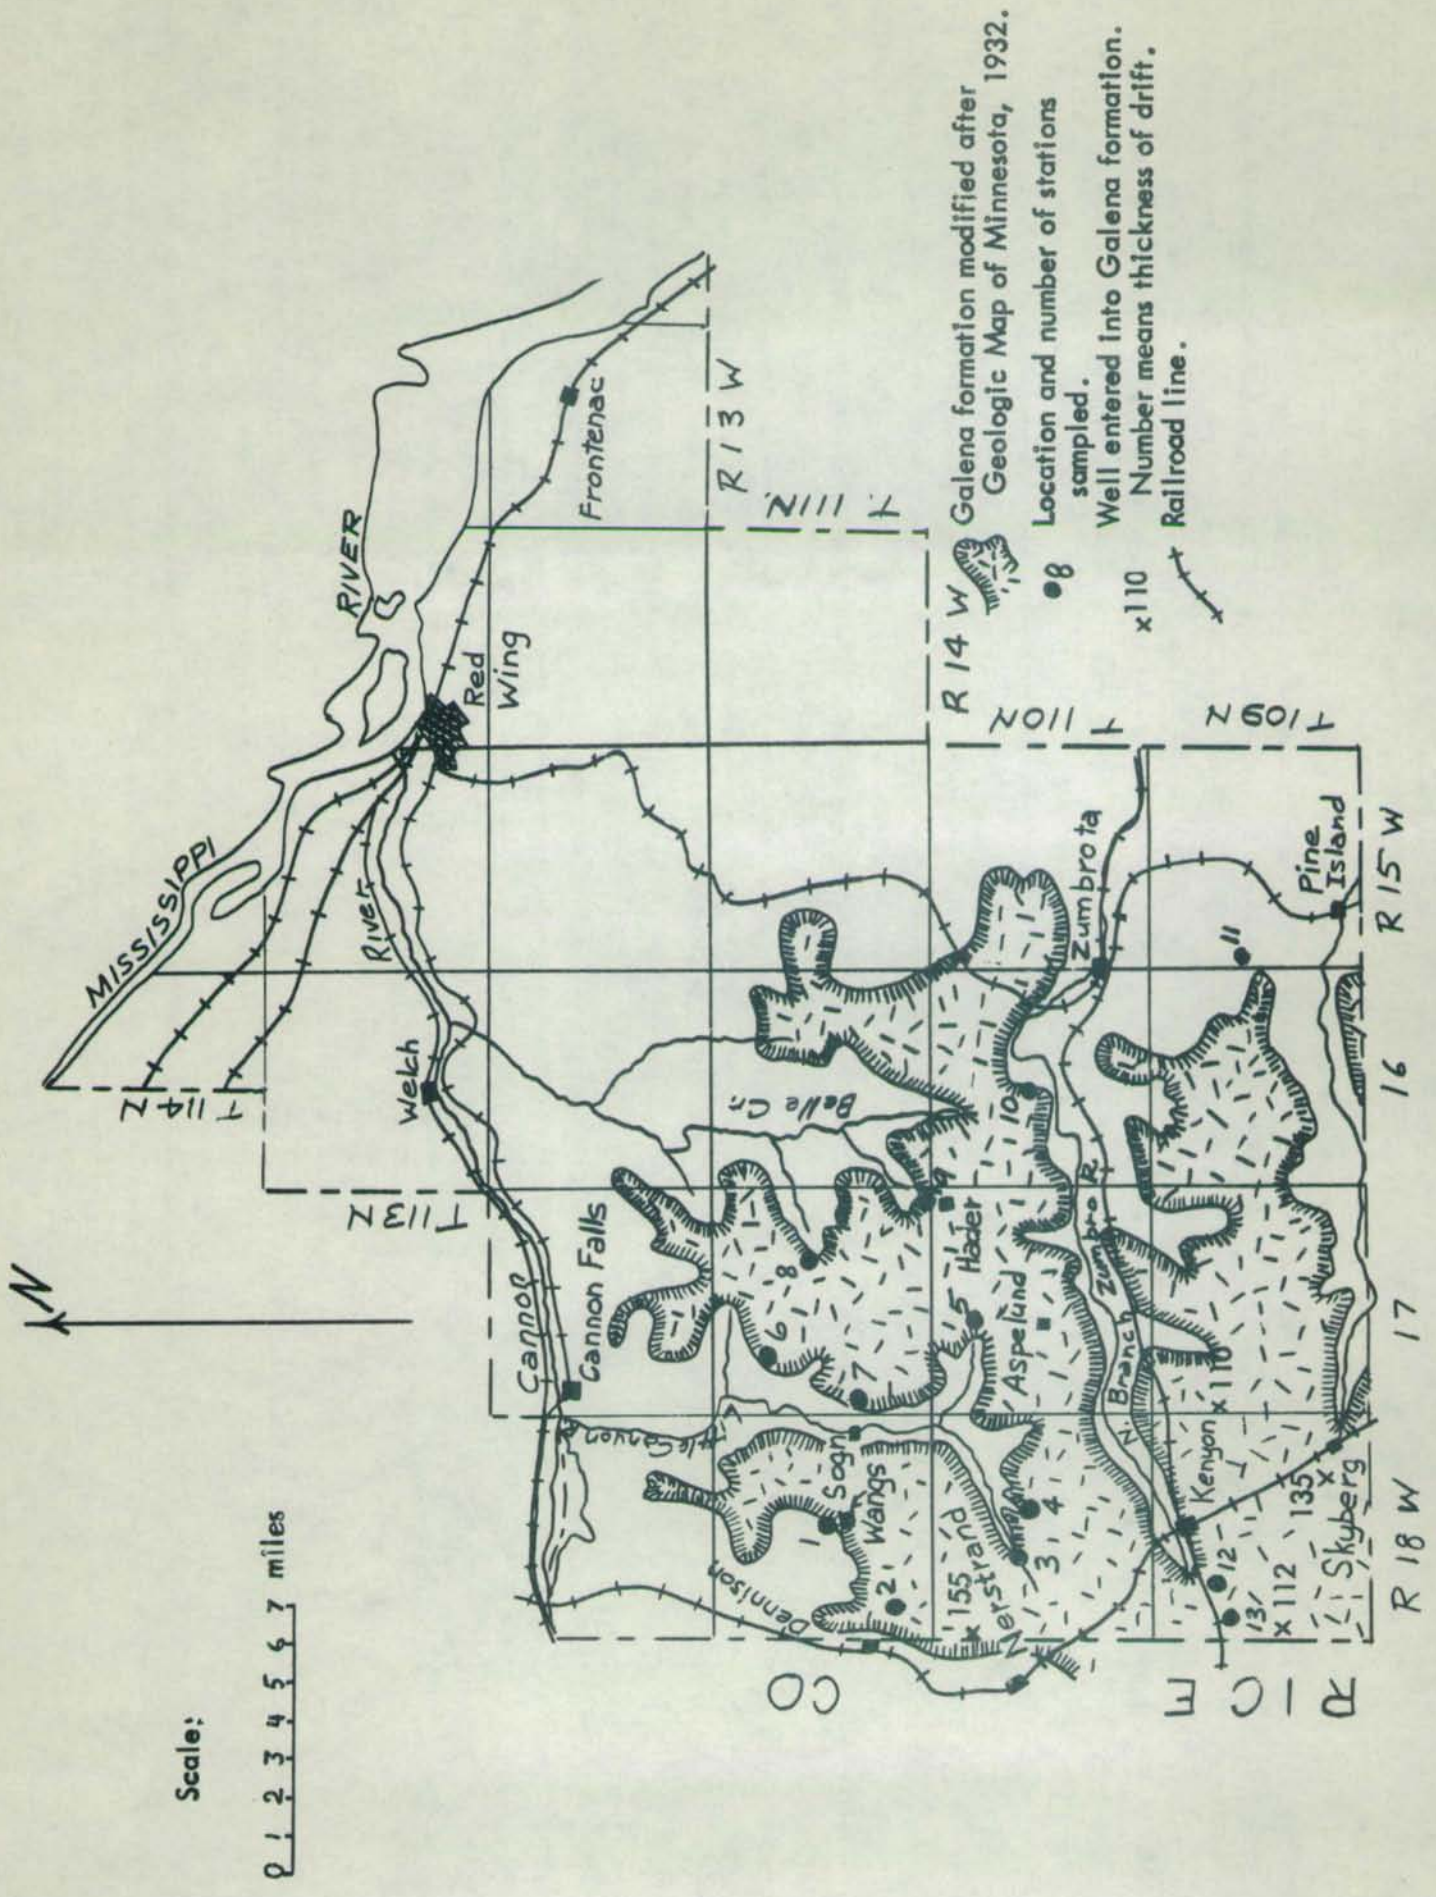 Scale:
0 1 2 3 4 5 6 7 miles
N
MISSISSIPPI
RIVER
T 114 N
T 113 N
Welch
River
Red
Wing
Frontenac
Cannon
Cannon Falls
R 13 W
T 111 N
Belle Cr.
Dennison
Sogn
Wangs
1
2
6
7
8
9
Hader
R 14 W
T 110 N
155
Nerstrand
3
4
5
Aspelund
10
Zumbrota
Zumbro R.
N. Branch Zumbro
T 109 N
Kenyon
x 110
11
12
13
x 112
135
x
Skyberg
Pine
Island
R 18 W
17
16
R 15 W
RICE
CO
Galena formation modified after
Geologic Map of Minnesota, 1932.
8
Location and number of stations
sampled.
x 110
Well entered into Galena formation.
Number means thickness of drift.
Railroad line.